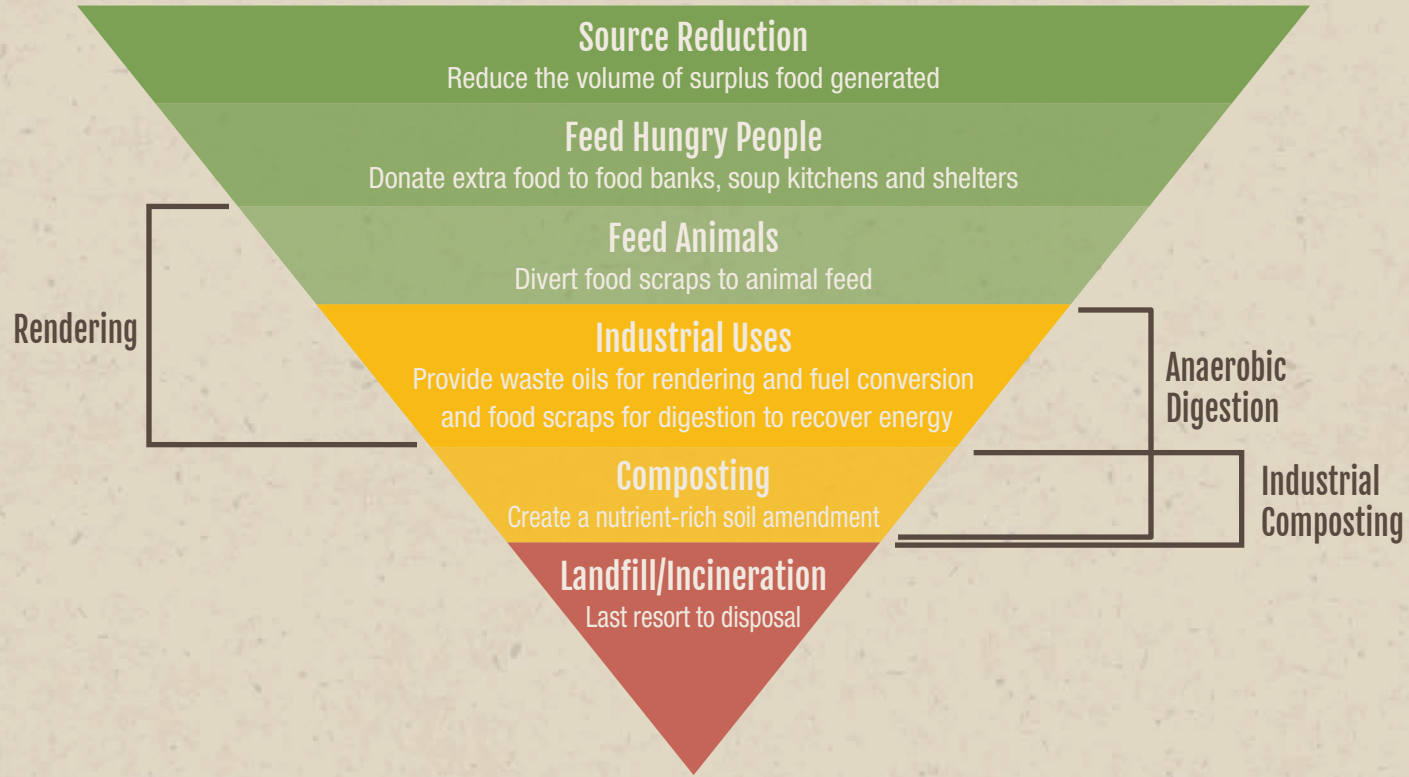 Source Reduction
Reduce the volume of surplus food generated
Feed Hungry People
Donate extra food to food banks, soup kitchens and shelters
Feed Animals
Divert food scraps to animal feed
Rendering
Industrial Uses
Provide waste oils for rendering and fuel conversion
and food scraps for digestion to recover energy
Anaerobic
Digestion
Composting
Create a nutrient-rich soil amendment
Industrial
Composting
Landfill/Incineration
Last resort to disposal